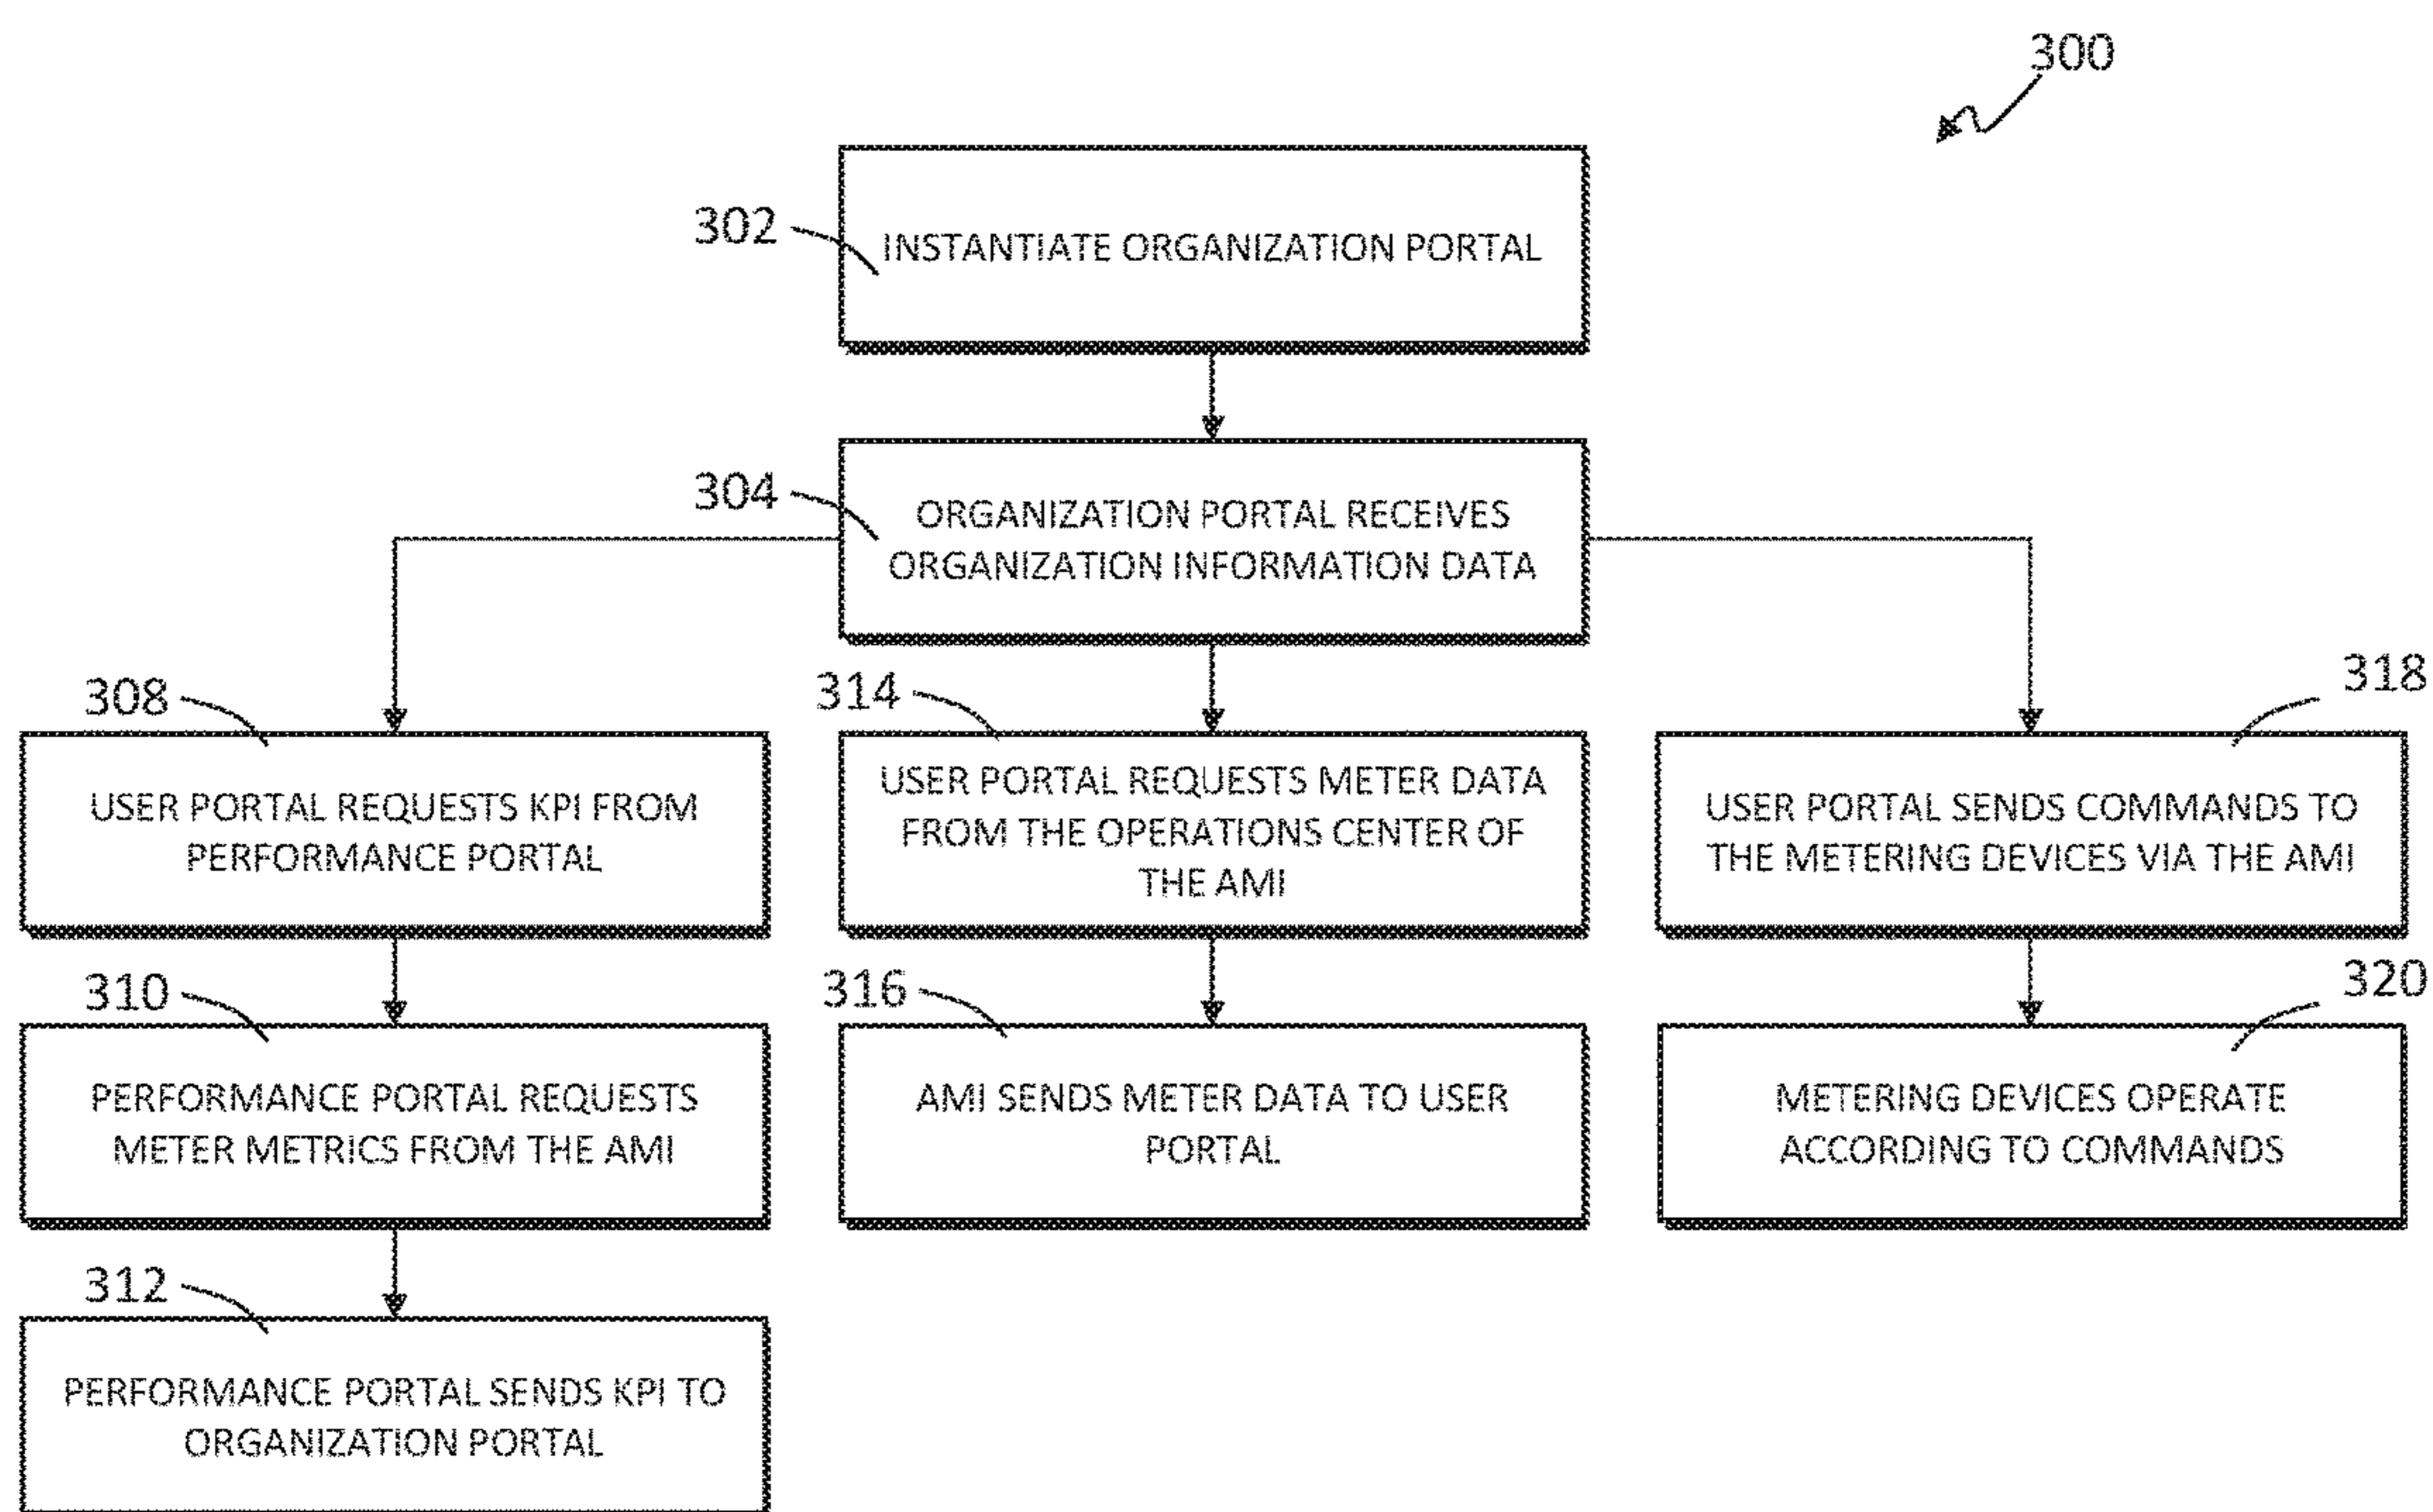 300
302
INSTANTIATE ORGANIZATION PORTAL
304
ORGANIZATION PORTAL RECEIVES
ORGANIZATION INFORMATION DATA
308
USER PORTAL REQUESTS KPI FROM
PERFORMANCE PORTAL
314
USER PORTAL REQUESTS METER DATA
FROM THE OPERATIONS CENTER OF
THE AMI
318
USER PORTAL SENDS COMMANDS TO
THE METERING DEVICES VIA THE AMI
310
PERFORMANCE PORTAL REQUESTS
METER METRICS FROM THE AMI
316
AMI SENDS METER DATA TO USER
PORTAL
320
METERING DEVICES OPERATE
ACCORDING TO COMMANDS
312
PERFORMANCE PORTAL SENDS KPI TO
ORGANIZATION PORTAL